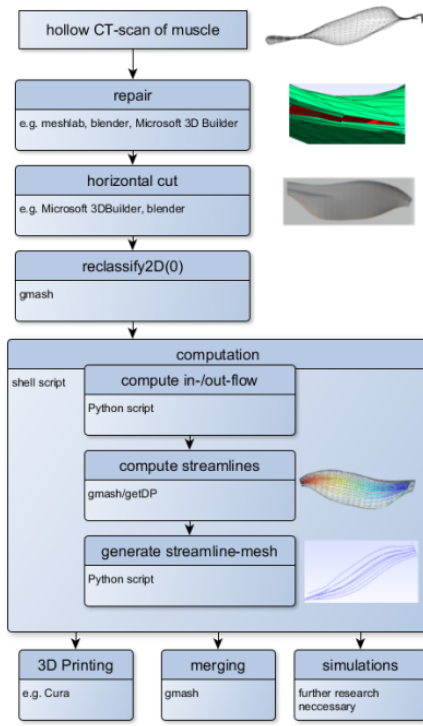 hollow CT-scan of muscle
repair
e.g. meshlab, blender, Microsoft 3D Builder
horizontal cut
e.g. Microsoft 3DBuilder, blender
reclassify2D(0)
gmash
computation
shell script
compute in-/out-flow
Python script
compute streamlines
gmash/getDP
generate streamline-mesh
Python script
3D Printing
e.g. Cura
merging
gmash
simulations
further research
neccessary